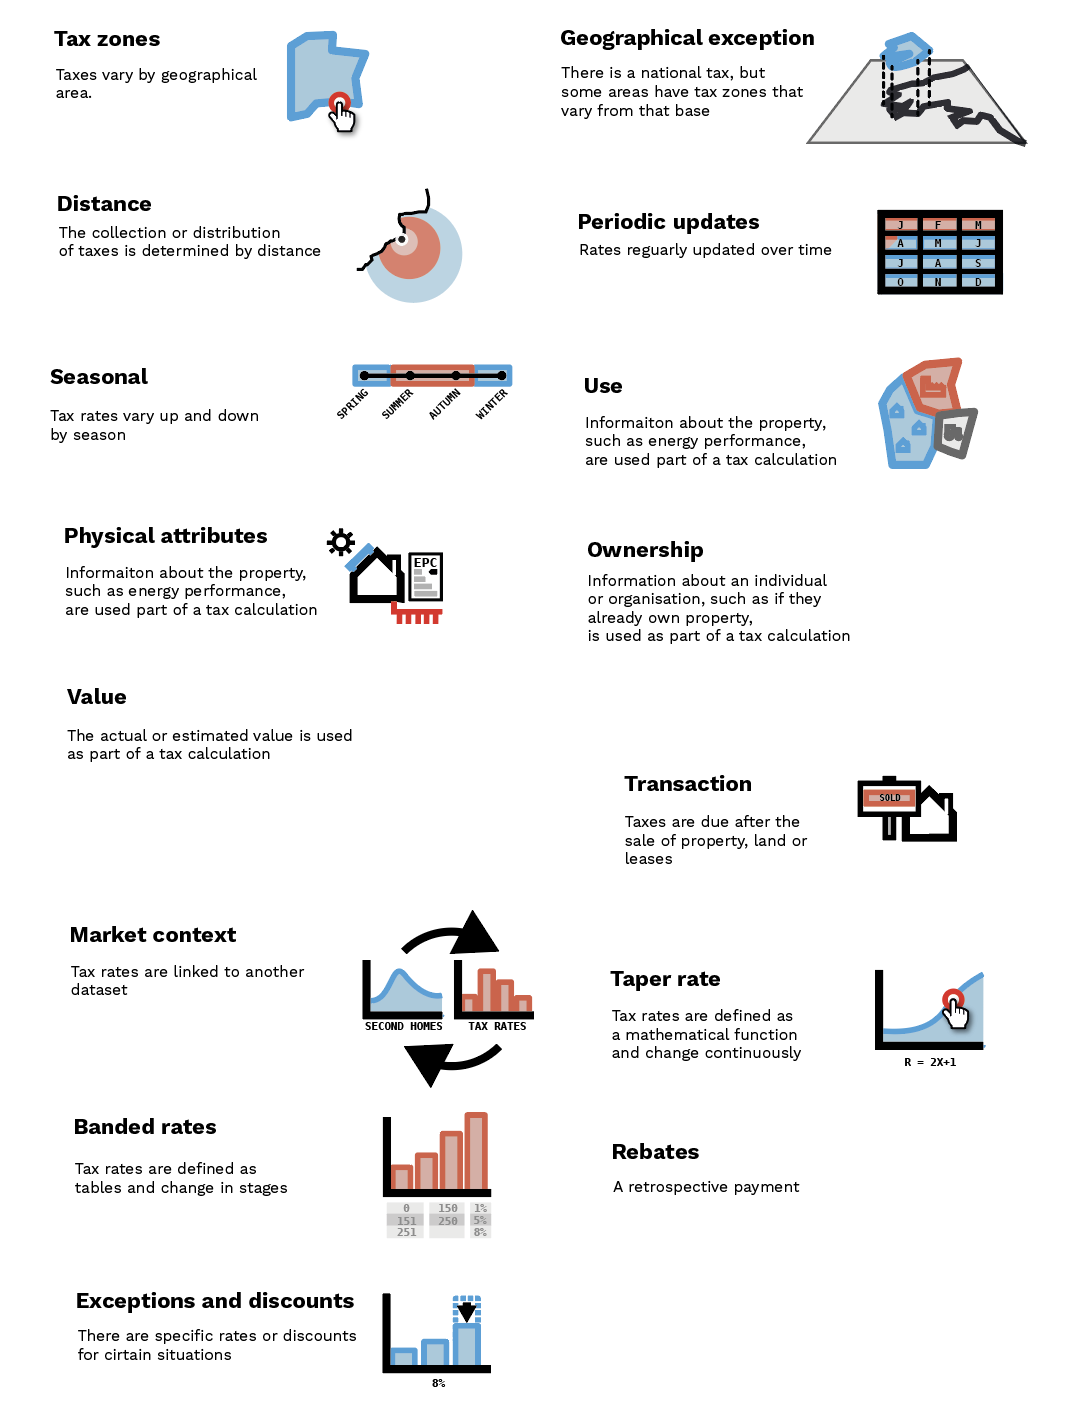 Tax zones
Taxes vary by geographical
area.
Geographical exception
There is a national tax, but
some areas have tax zones that
vary from that base
Distance
The collection or distribution
of taxes is determined by distance
Periodic updates
Rates reguarly updated over time
J F M
A M J
J A S
O N D
Seasonal
Tax rates vary up and down
by season
SPRING SUMMER AUTUMN WINTER
Use
Informaiton about the property,
such as energy performance,
are used part of a tax calculation
Physical attributes
Informaiton about the property,
such as energy performance,
are used part of a tax calculation
EPC
Ownership
Information about an individual
or organisation, such as if they
already own property,
is used as part of a tax calculation
Value
The actual or estimated value is used
as part of a tax calculation
Transaction
Taxes are due after the
sale of property, land or
leases
SOLD
Market context
Tax rates are linked to another
dataset
SECOND HOMES TAX RATES
Taper rate
Tax rates are defined as
a mathematical function
and change continuously
R = 2X+1
Banded rates
Tax rates are defined as
tables and change in stages
0 150 1%
151 250 5%
251 8%
Rebates
A retrospective payment
Exceptions and discounts
There are specific rates or discounts
for cirtain situations
8%